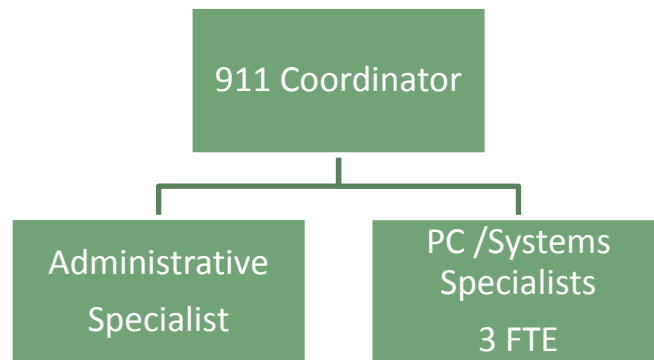 911 Coordinator
Administrative
Specialist
PC /Systems
Specialists
3 FTE